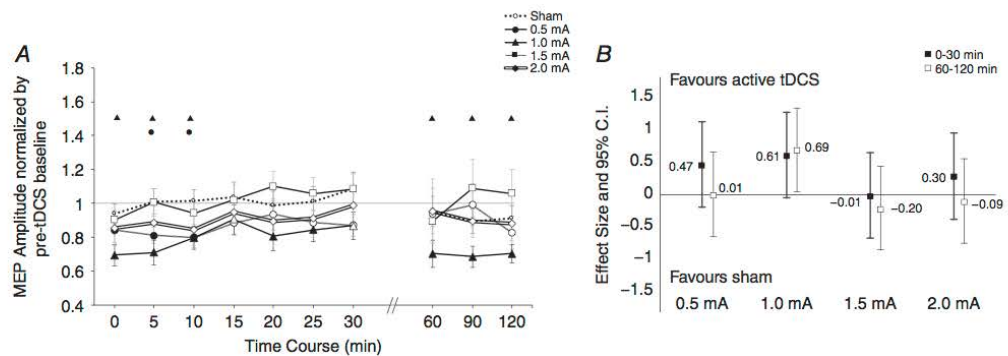 A
Sham
0.5 mA
1.0 mA
1.5 mA
2.0 mA
MEP Amplitude normalized by
pre-tDCS baseline
1.8
1.6
1.4
1.2
1
0.8
0.6
0.4
0 5 10 15 20 25 30 60 90 120
Time Course (min)
B
0-30 min
60-120 min
Favours active tDCS
Effect Size and 95% C.I.
1.5
1
0.5
0
−0.5
−1
−1.5
0.47
0.01
0.61
0.69
−0.01
−0.20
0.30
−0.09
Favours sham
0.5 mA 1.0 mA 1.5 mA 2.0 mA